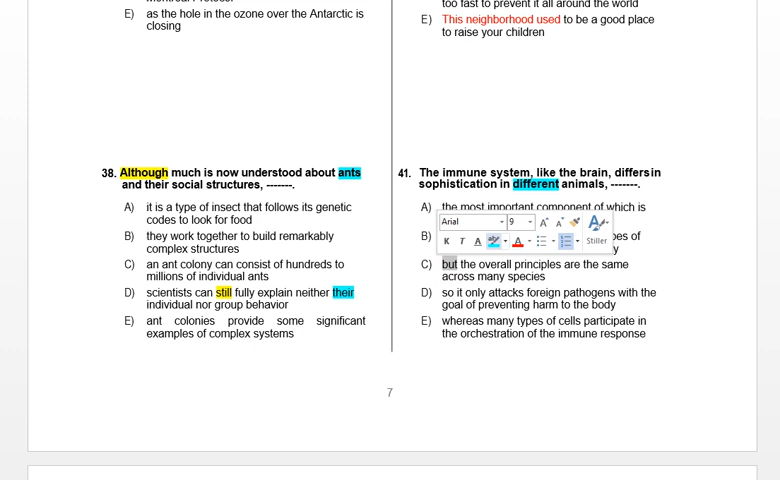 Montreal Protocol
E) as the hole in the ozone over the Antarctic is
closing
38. Although much is now understood about ants
and their social structures, -------.
A) it is a type of insect that follows its genetic
codes to look for food
B) they work together to build remarkably
complex structures
C) an ant colony can consist of hundreds to
millions of individual ants
D) scientists can still fully explain neither their
individual nor group behavior
E) ant colonies provide some significant
examples of complex systems
too fast to prevent it all around the world
E) This neighborhood used to be a good place
to raise your children
41. The immune system, like the brain, differs in
sophistication in different animals, -------.
A) the most important component of which is
Arial 9 A A A
K T A aby A Stiller
B)
C) but the overall principles are the same
across many species
D) so it only attacks foreign pathogens with the
goal of preventing harm to the body
E) whereas many types of cells participate in
the orchestration of the immune response
7